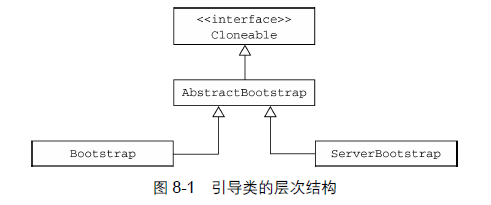 <<interface>>
Cloneable
AbstractBootstrap
Bootstrap
ServerBootstrap
图 8-1 引导类的层次结构